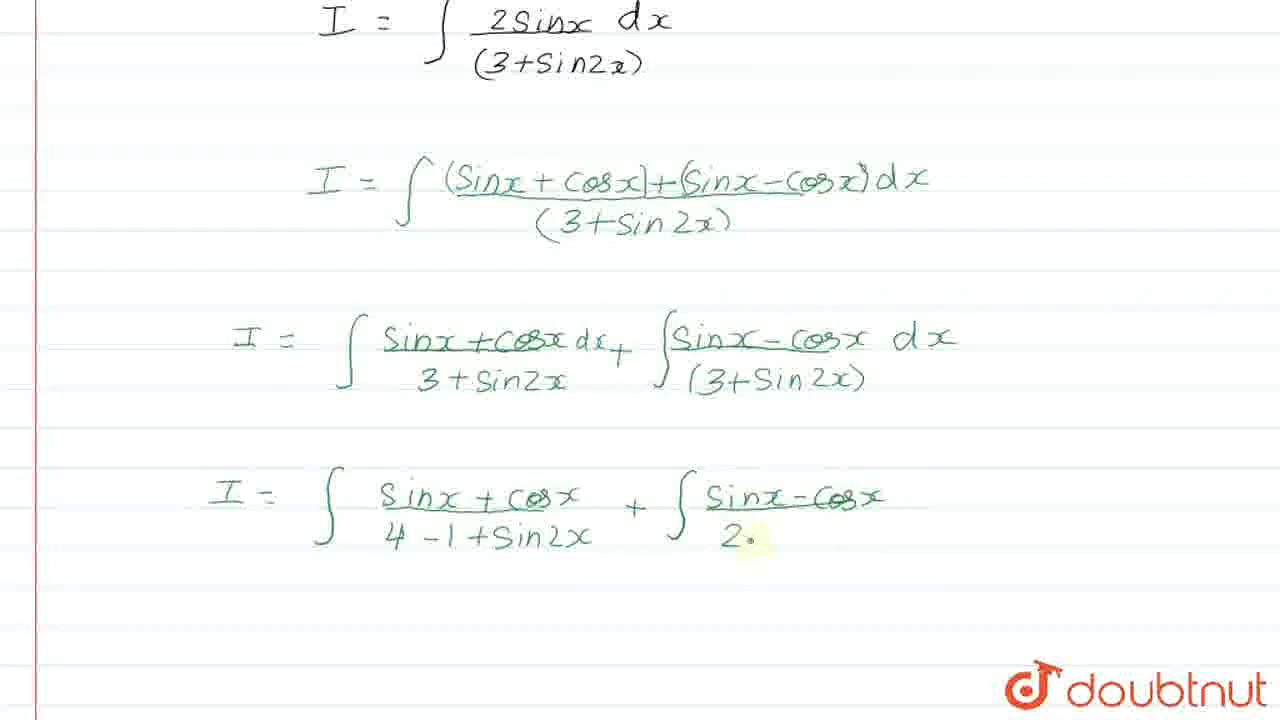 I = ∫ 2sinx dx / (3+sin2x)
I = ∫ (sinx + cosx)+(sinx-cosx) dx / (3+sin2x)
I = ∫ sinx + cosx dx / 3+sin2x + ∫ sinx-cosx dx / (3+sin2x)
I = ∫ sinx + cosx / 4-1+sin2x + ∫ sinx-cosx / 2
doubtnut